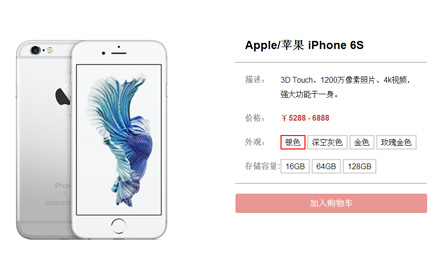 Apple/苹果 iPhone 6S
描述：
3D Touch、1200万像素照片、4k视频，
强大功能于一身。
价格：
￥5288 - 6888
外观：
银色
深空灰色
金色
玫瑰金色
存储容量:
16GB
64GB
128GB
加入购物车
iPhone